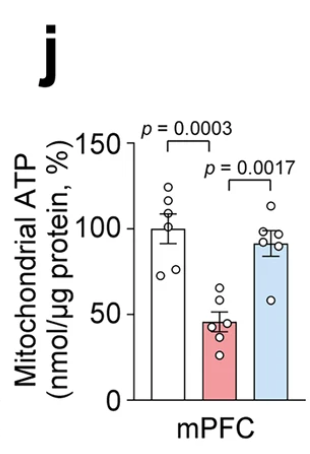 j
p = 0.0003
p = 0.0017
Mitochondrial ATP
(nmol/µg protein, %)
150
100
50
0
mPFC